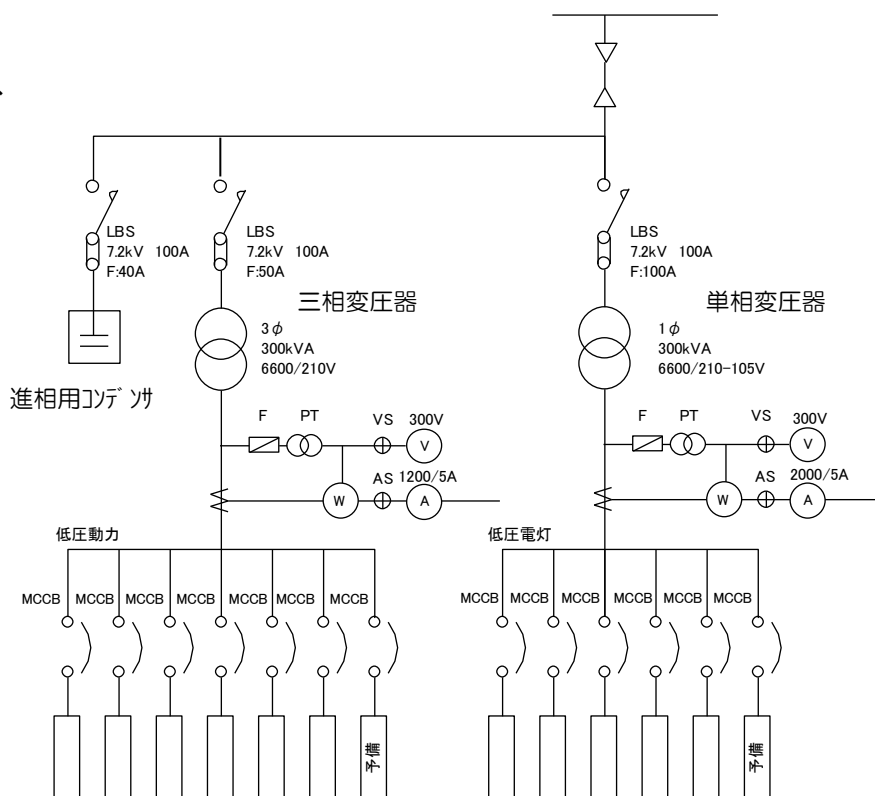 LBS
7.2kV 100A
F:40A
LBS
7.2kV 100A
F:50A
LBS
7.2kV 100A
F:100A
三相変圧器
単相変圧器
3φ
300kVA
6600/210V
1φ
300kVA
6600/210-105V
進相用コンデンサ
F PT VS 300V
V
AS 1200/5A
W A
F PT VS 300V
V
AS 2000/5A
W A
低圧動力
低圧電灯
MCCB MCCB MCCB MCCB MCCB MCCB MCCB
MCCB MCCB MCCB MCCB MCCB MCCB
予備
予備